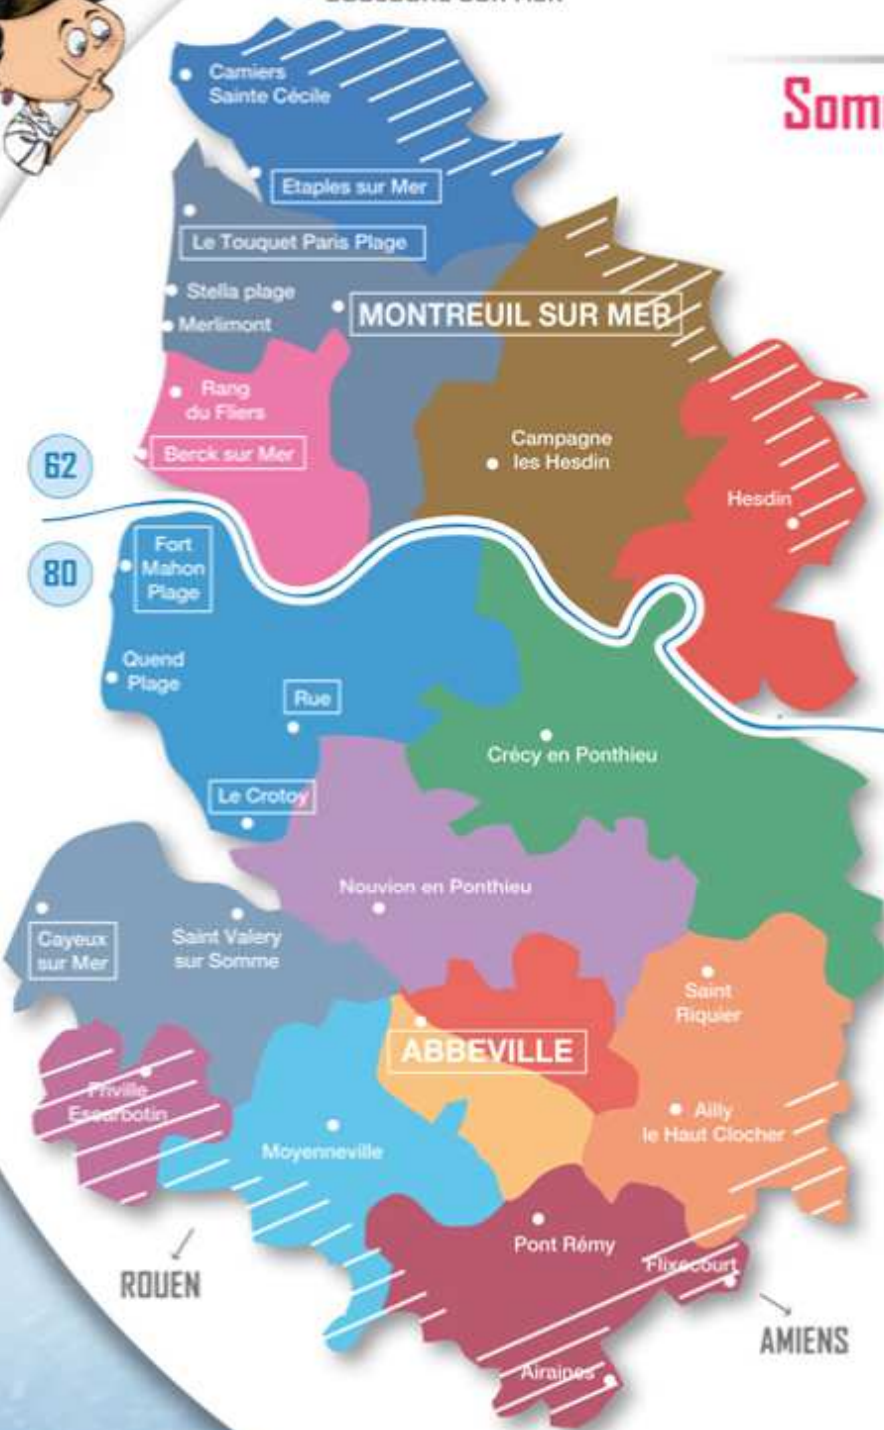 Som
Camiers
Sainte Cécile
Etaples sur Mer
Le Touquet Paris Plage
Stella plage
Merlimont
MONTREUIL SUR MER
Rang
du Fliers
Berck sur Mer
Campagne
les Hesdin
Hesdin
62
80
Fort
Mahon
Plage
Quend
Plage
Rue
Le Crotoy
Crécy en Ponthieu
Nouvion en Ponthieu
Cayeux
sur Mer
Saint Valery
sur Somme
Saint
Riquier
ABBEVILLE
Friville
Escarbotin
Ailly
le Haut Clocher
Moyenneville
Pont Rémy
Flixecourt
ROUEN
AMIENS
Airaines